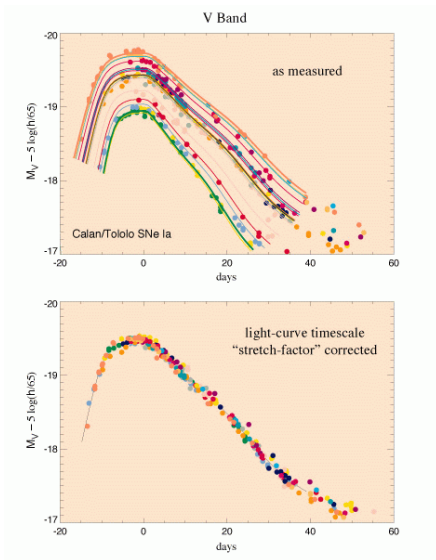 V Band
-20
as measured
-19
M_V – 5 log(h/65)
-18
Calan/Tololo SNe Ia
-17
-20 0 20 40 60
days
-20
light-curve timescale
“stretch-factor” corrected
-19
M_V – 5 log(h/65)
-18
-17
-20 0 20 40 60
days